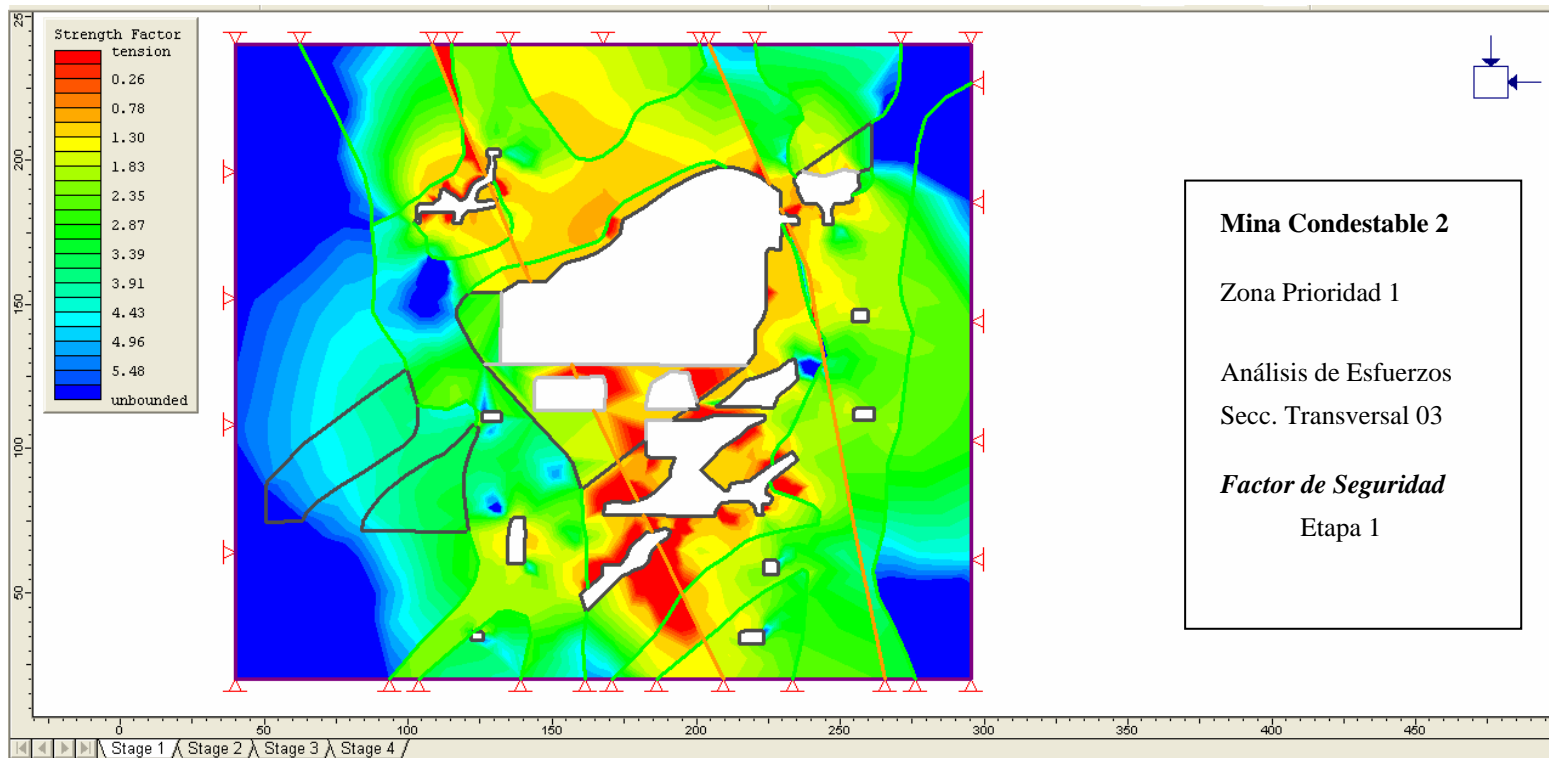 Strength Factor
tension
0.26
0.78
1.30
1.83
2.35
2.87
3.39
3.91
4.43
4.96
5.48
unbounded
25
200
150
100
50
0
50
100
150
200
250
300
350
400
450
Mina Condestable 2
Zona Prioridad 1
Análisis de Esfuerzos
Secc. Transversal 03
Factor de Seguridad
Etapa 1
Stage 1
Stage 2
Stage 3
Stage 4